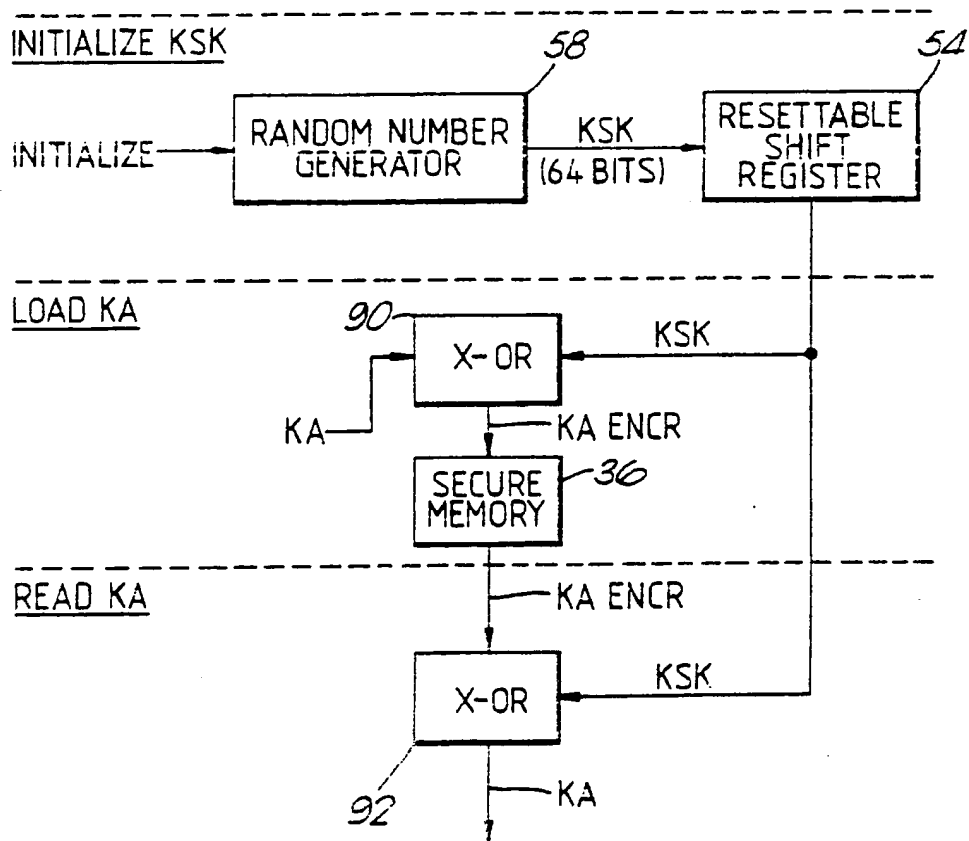 INITIALIZE KSK
58
54
INITIALIZE
RANDOM NUMBER
GENERATOR
KSK
(64 BITS)
RESETTABLE
SHIFT
REGISTER
LOAD KA
90
X-OR
KSK
KA
KA ENCR
SECURE
MEMORY
36
READ KA
KA ENCR
X-OR
KSK
92
KA